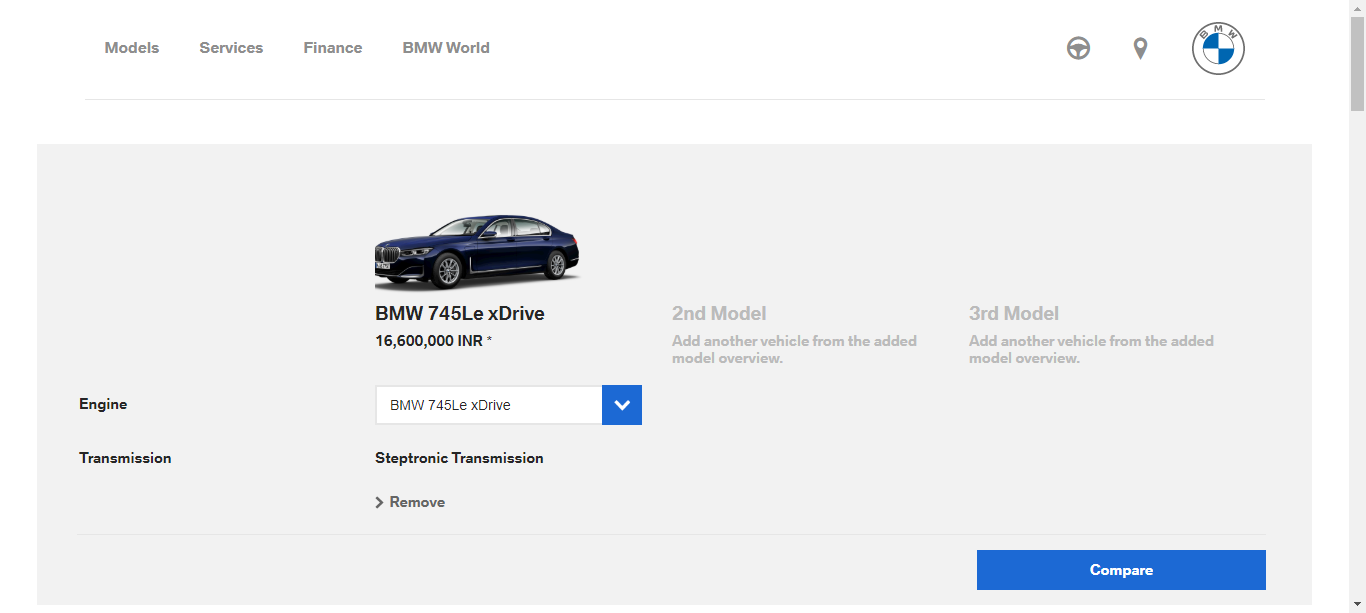 Models
Services
Finance
BMW World
BMW
BMW 745Le xDrive
16,600,000 INR *
2nd Model
Add another vehicle from the added
model overview.
3rd Model
Add another vehicle from the added
model overview.
Engine
BMW 745Le xDrive
Transmission
Steptronic Transmission
Remove
Compare